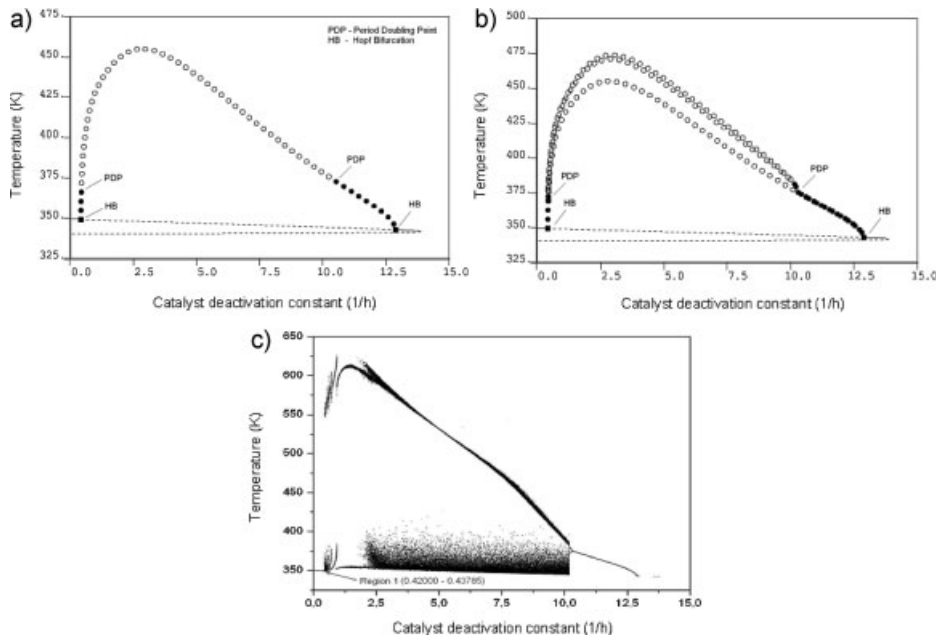 a)
PDP - Period Doubling Point
HB - Hopf Bifurcation
475
450
425
400
375
350
325
Temperature (K)
PDP
HB
PDP
HB
0.0 2.5 5.0 7.5 10.0 12.5 15.0
Catalyst deactivation constant (1/h)
b)
500
475
450
425
400
375
350
325
Temperature (K)
PDP
HB
PDP
HB
0.0 2.5 5.0 7.5 10.0 12.5 15.0
Catalyst deactivation constant (1/h)
c)
650
600
550
500
450
400
350
Temperature (K)
Region 1 (0.42000 - 0.43785)
0,0 2,5 5,0 7,5 10,0 12,5 15,0
Catalyst deactivation constant (1/h)